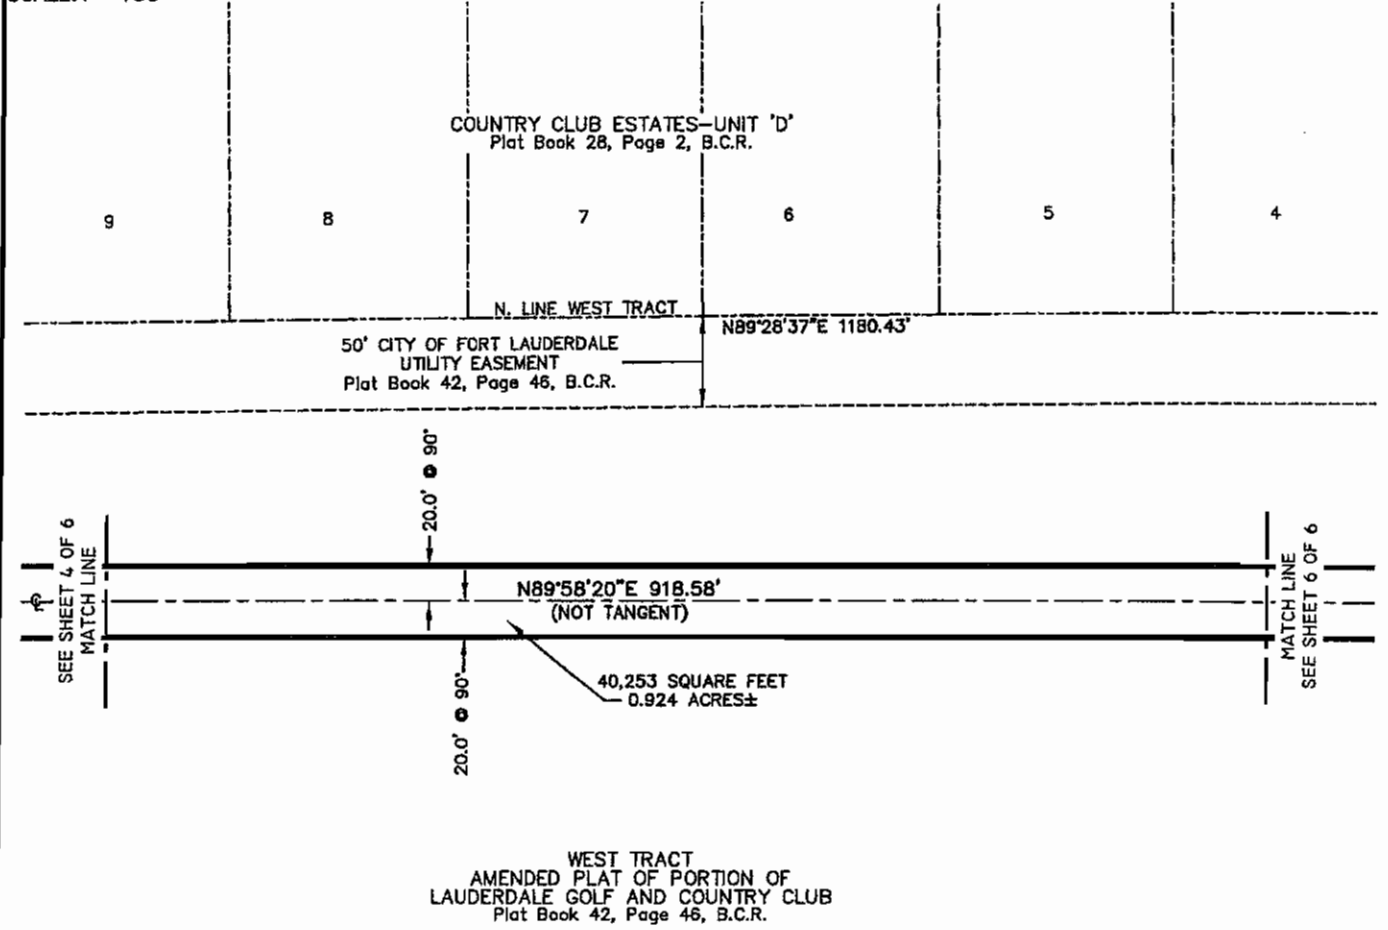 COUNTRY CLUB ESTATES-UNIT 'D'
Plat Book 28, Page 2, B.C.R.
9
8
7
6
5
4
N. LINE WEST TRACT
N89°28'37"E 1180.43'
50' CITY OF FORT LAUDERDALE
UTILITY EASEMENT
Plat Book 42, Page 46, B.C.R.
20.0' @ 90°
SEE SHEET 4 OF 6
MATCH LINE
N89°58'20"E 918.58'
(NOT TANGENT)
MATCH LINE
SEE SHEET 6 OF 6
40,253 SQUARE FEET
0.924 ACRES±
20.0' @ 90°
WEST TRACT
AMENDED PLAT OF PORTION OF
LAUDERDALE GOLF AND COUNTRY CLUB
Plat Book 42, Page 46, B.C.R.